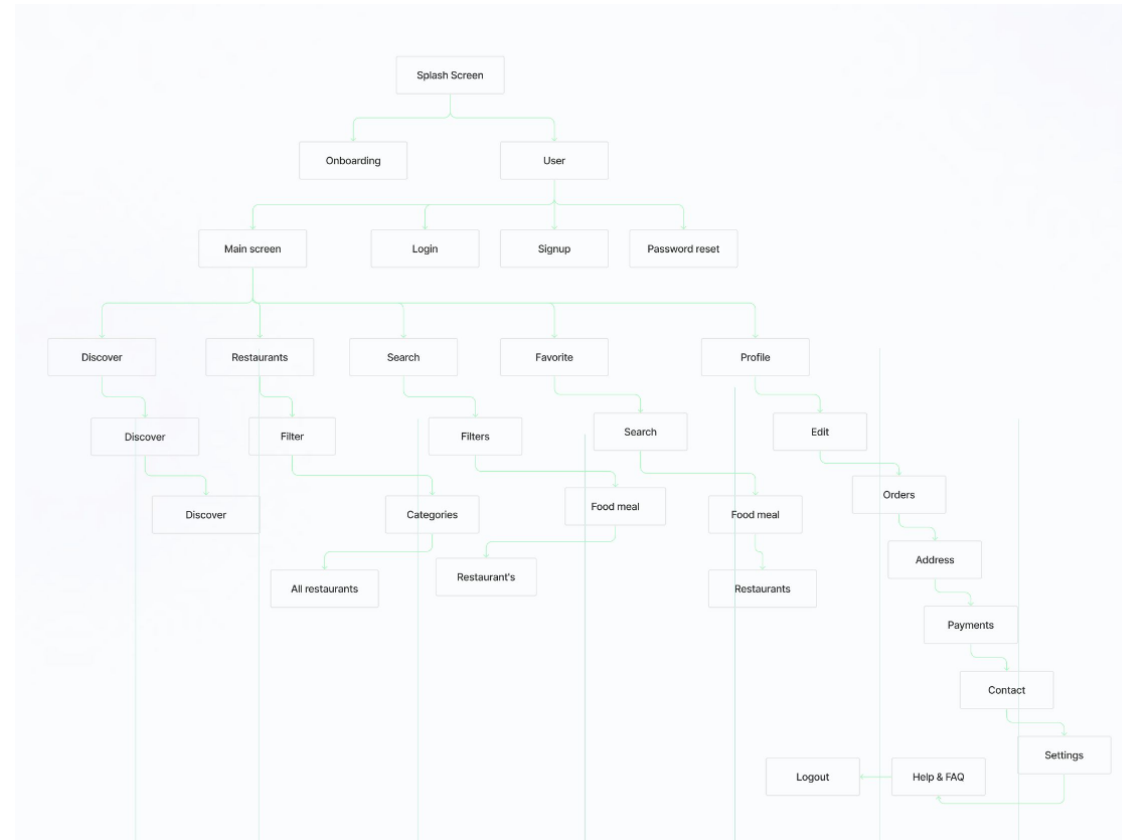 Splash Screen
Onboarding
User
Main screen
Login
Signup
Password reset
Discover
Restaurants
Search
Favorite
Profile
Discover
Filter
Filters
Search
Edit
Discover
Categories
Food meal
Food meal
Orders
All restaurants
Restaurant's
Restaurants
Address
Payments
Contact
Settings
Logout
Help & FAQ